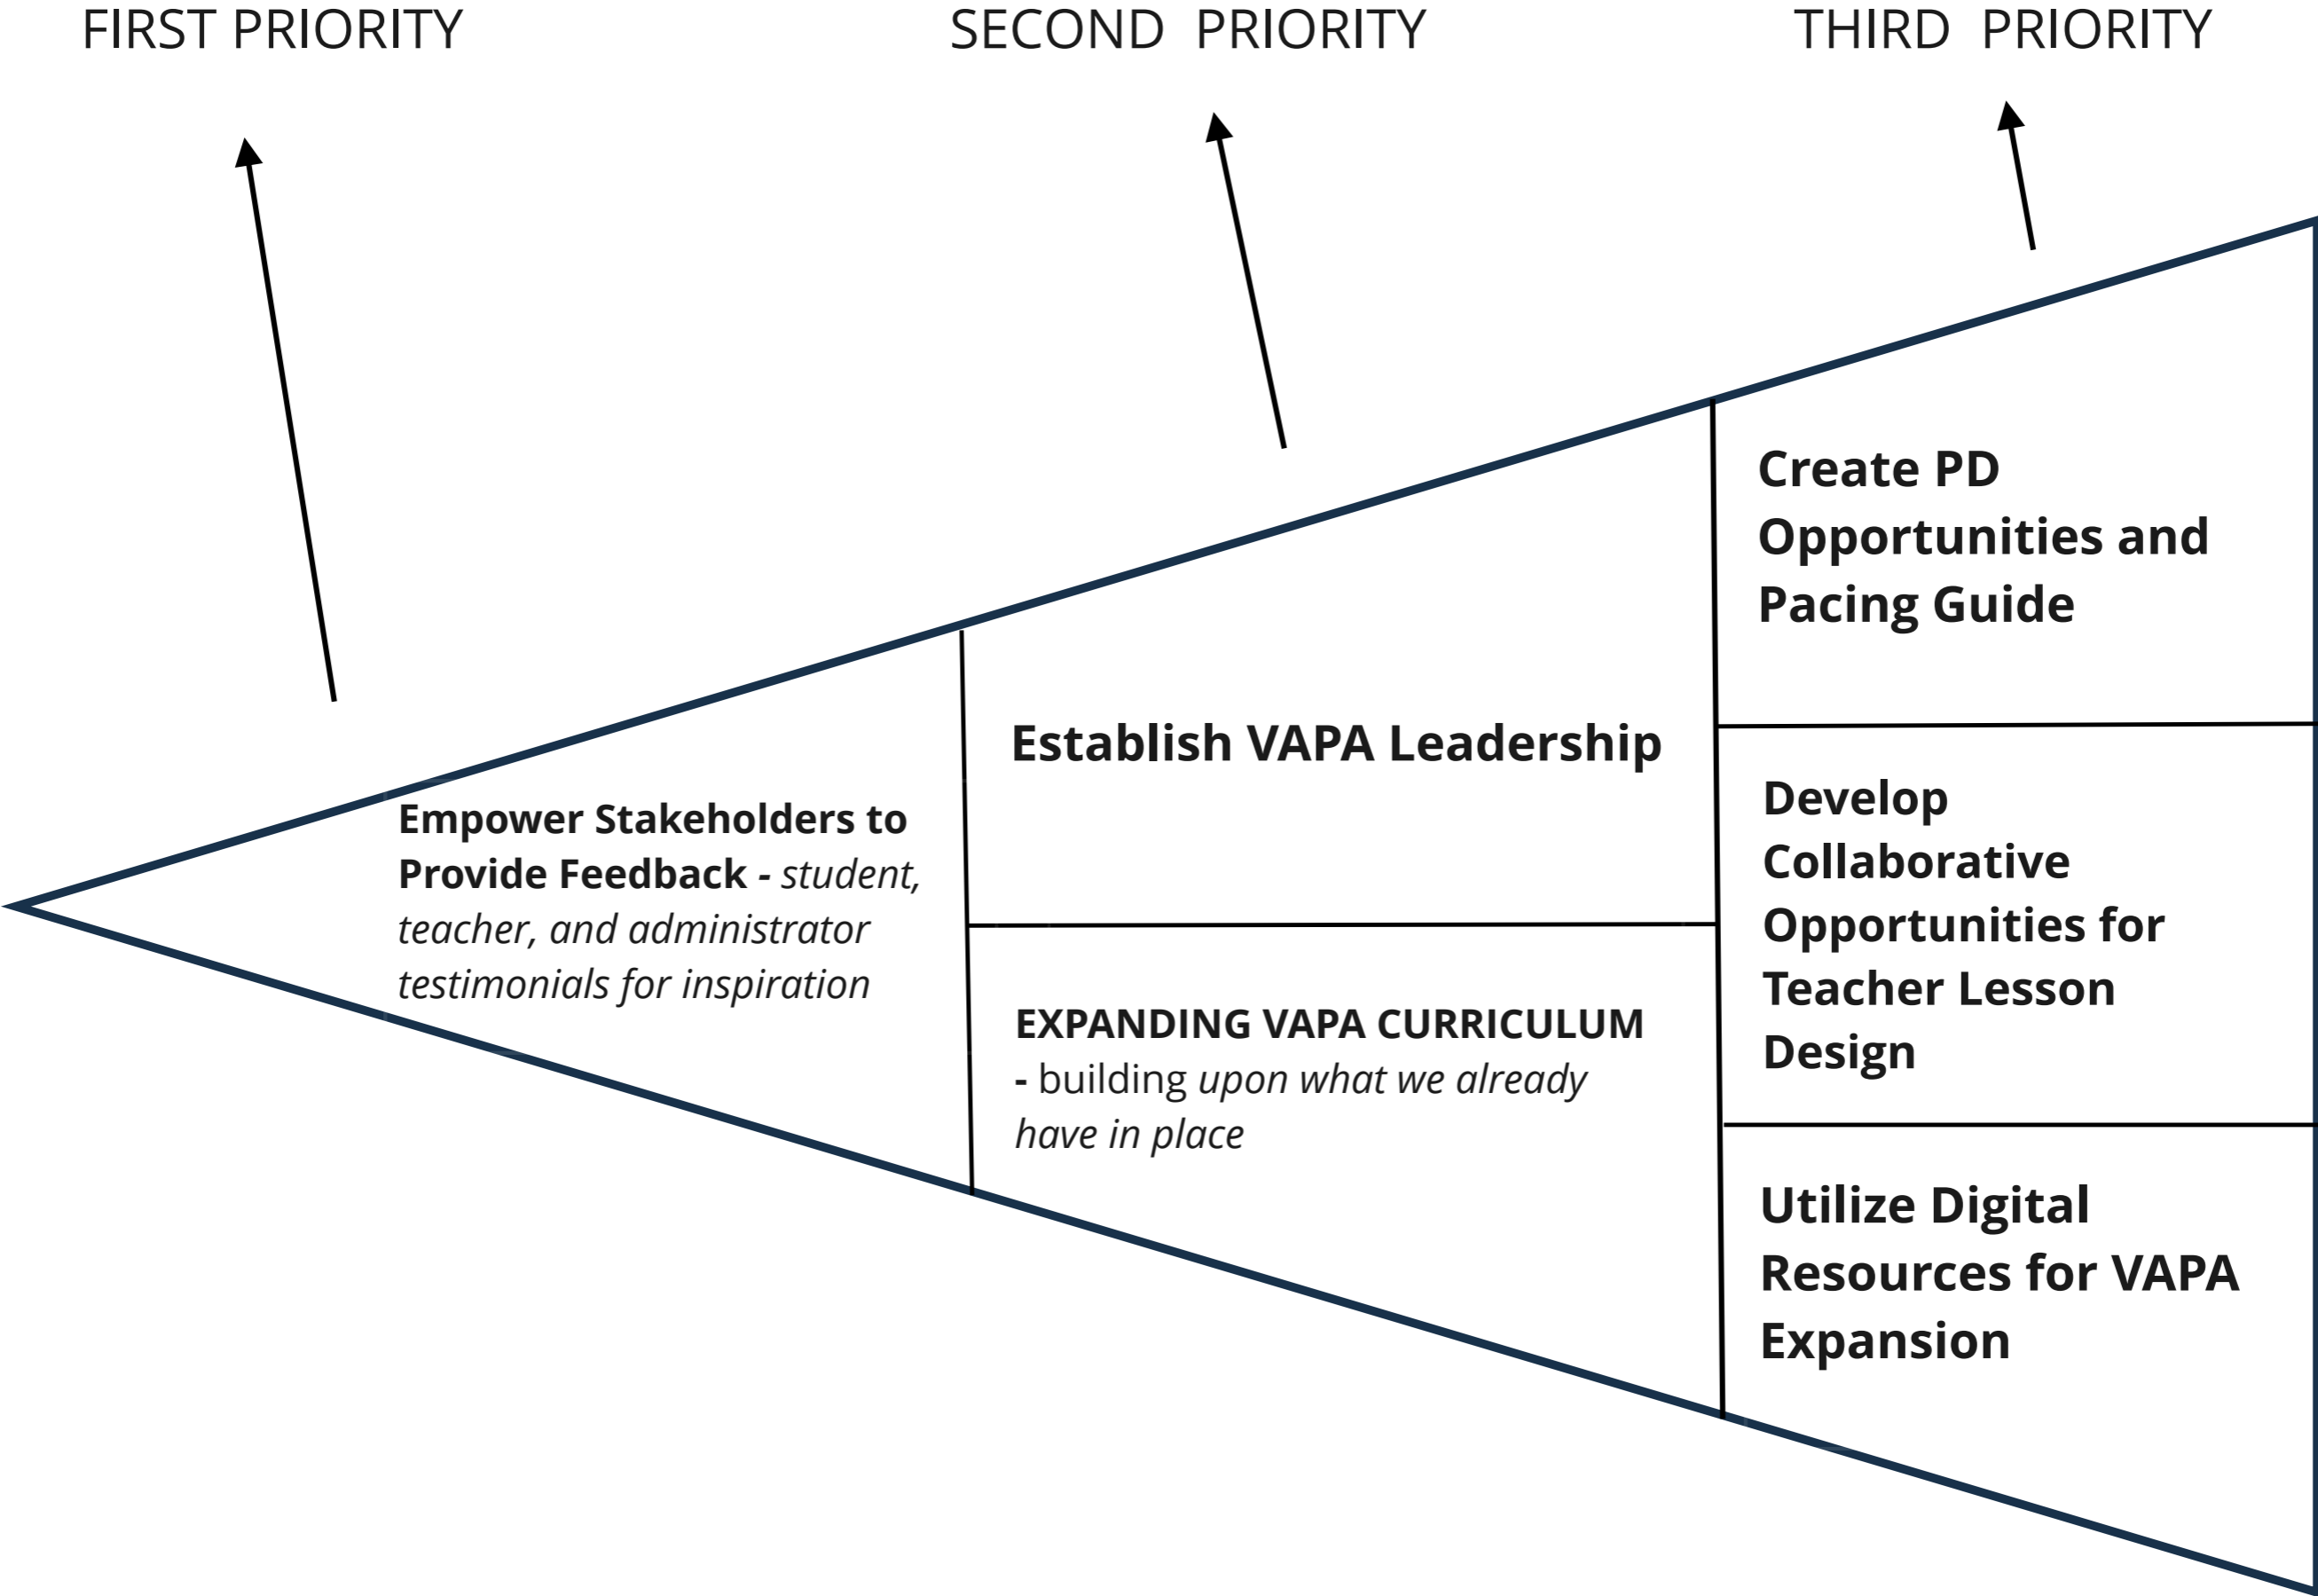 FIRST PRIORITY
SECOND PRIORITY
THIRD PRIORITY
Empower Stakeholders to
Provide Feedback - student,
teacher, and administrator
testimonials for inspiration
Establish VAPA Leadership
EXPANDING VAPA CURRICULUM
- building upon what we already
have in place
Create PD
Opportunities and
Pacing Guide
Develop
Collaborative
Opportunities for
Teacher Lesson
Design
Utilize Digital
Resources for VAPA
Expansion